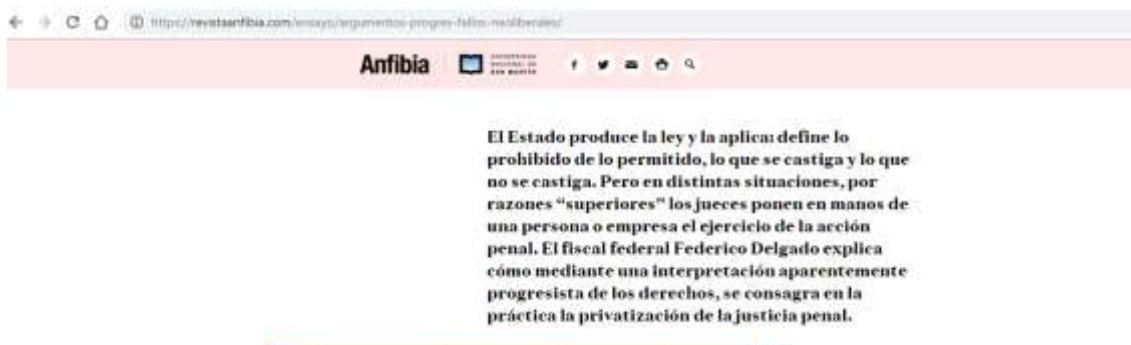 https://revistaanfibia.com/ensayo/argumentos-progres-fallos-neoliberales/
Anfibia
El Estado produce la ley y la aplica: define lo
prohibido de lo permitido, lo que se castiga y lo que
no se castiga. Pero en distintas situaciones, por
razones “superiores” los jueces ponen en manos de
una persona o empresa el ejercicio de la acción
penal. El fiscal federal Federico Delgado explica
cómo mediante una interpretación aparentemente
progresista de los derechos, se consagra en la
práctica la privatización de la justicia penal.